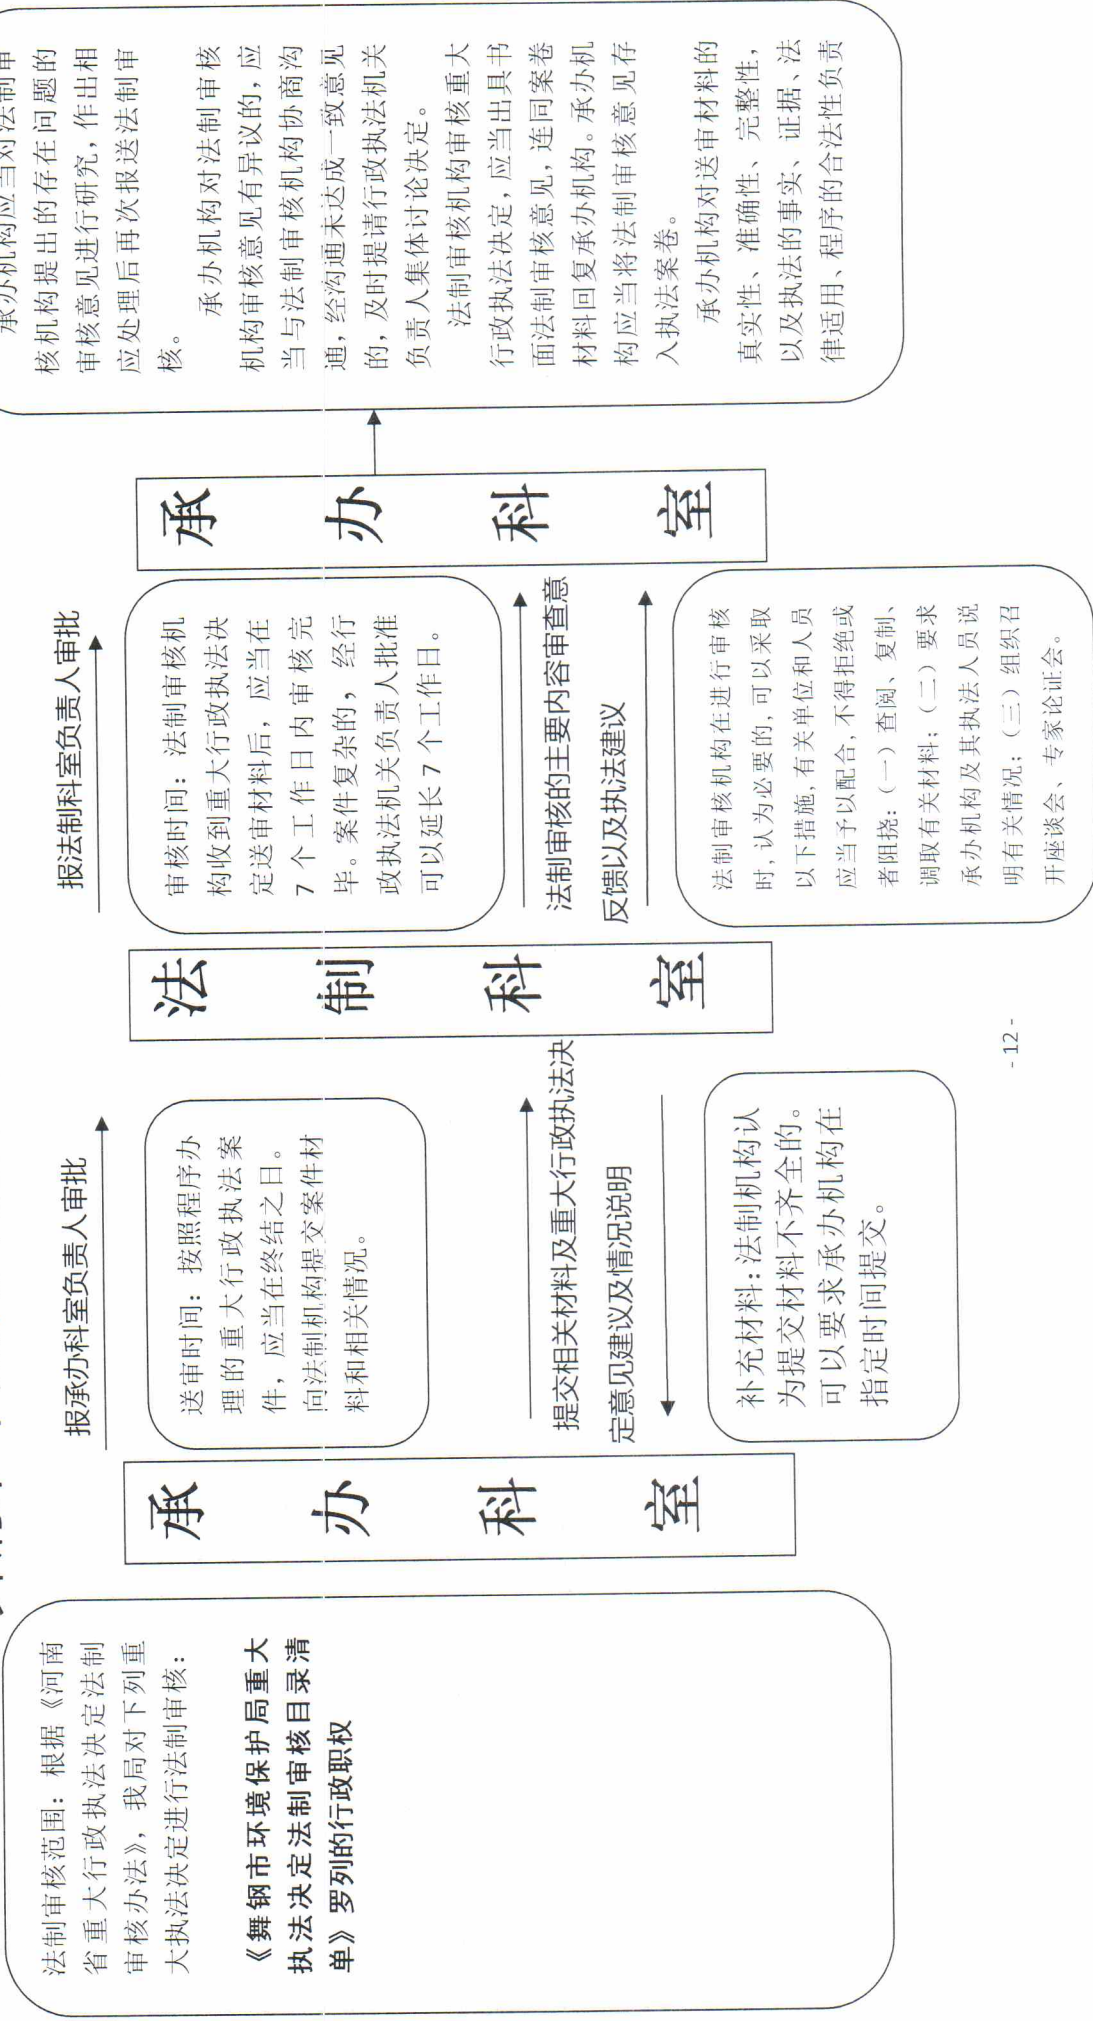 法制审核范围：根据《河南
省重大行政执法决定法制
审核办法》，我局对下列重
大执法决定进行法制审核：
《舞钢市环境保护局重大
执法决定法制审核目录清
单》罗列的行政职权
承
办
科
室
报承办科室负责人审批
送审时间：按照程序办
理的重大行政执法案
件，应当在终结之日。
向法制机构提交案件材
料和相关情况。
提交相关材料及重大行政执法决
定意见建议及情况说明
补充材料：法制机构认
为提交材料不齐全的。
可以要求承办机构在
指定时间提交。
法
制
科
室
报法制科室负责人审批
审核时间：法制审核机
构收到重大行政执法决
定送审材料后，应当在
7个工作日内审核完
毕。案件复杂的，经行
政执法机关负责人批准
可以延长7个工作日。
法制审核的主要内容审查意
反馈以及执法建议
法制审核机构在进行审核
时，认为必要的，可以采取
以下措施，有关单位和人员
应当予以配合，不得拒绝或
者阻挠：（一）查阅、复制、
调取有关材料；（二）要求
承办机构及其执法人员说
明有关情况；（三）组织召
开座谈会、专家论证会。
承
办
科
室
承办机构应当对法制审
核机构提出的存在问题的
审核意见进行研究，作出相
应处理后再次报送法制审
核。
承办机构对法制审核
机构审核意见有异议的，应
当与法制审核机构协商沟
通，经沟通未达成一致意见
的，及时提请行政执法机关
负责人集体讨论决定。
法制审核机构审核重大
行政执法决定，应当出具书
面法制审核意见，连同案卷
材料回复承办机构。承办机
构应当将法制审核意见存
入执法案卷。
承办机构对送审材料的
真实性、准确性、完整性，
以及执法的事实、证据、法
律适用、程序的合法性负责
- 12 -